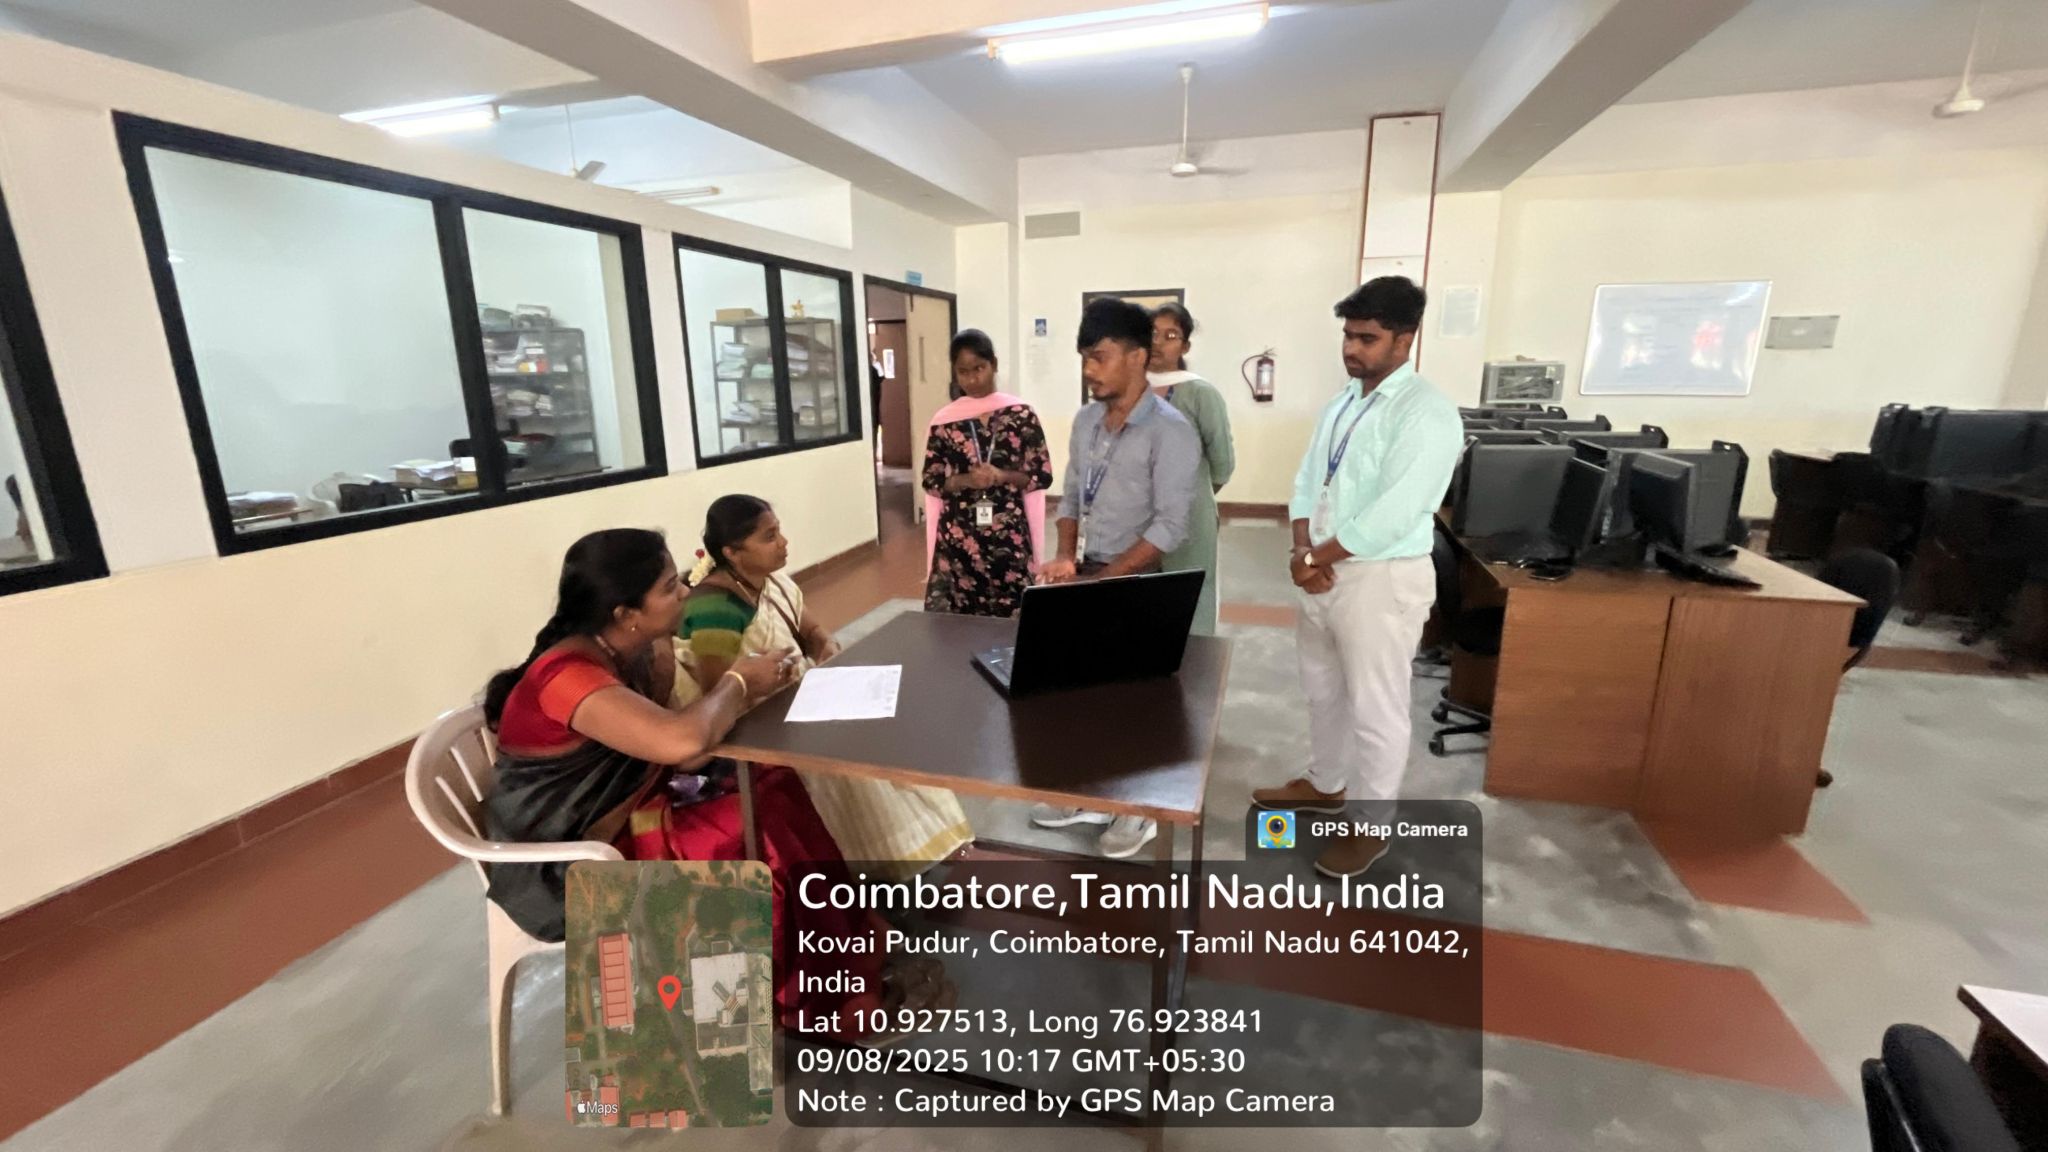 GPS Map Camera
Coimbatore,Tamil Nadu,India
Kovai Pudur, Coimbatore, Tamil Nadu 641042,
India
Lat 10.927513, Long 76.923841
09/08/2025 10:17 GMT+05:30
Note : Captured by GPS Map Camera
Maps